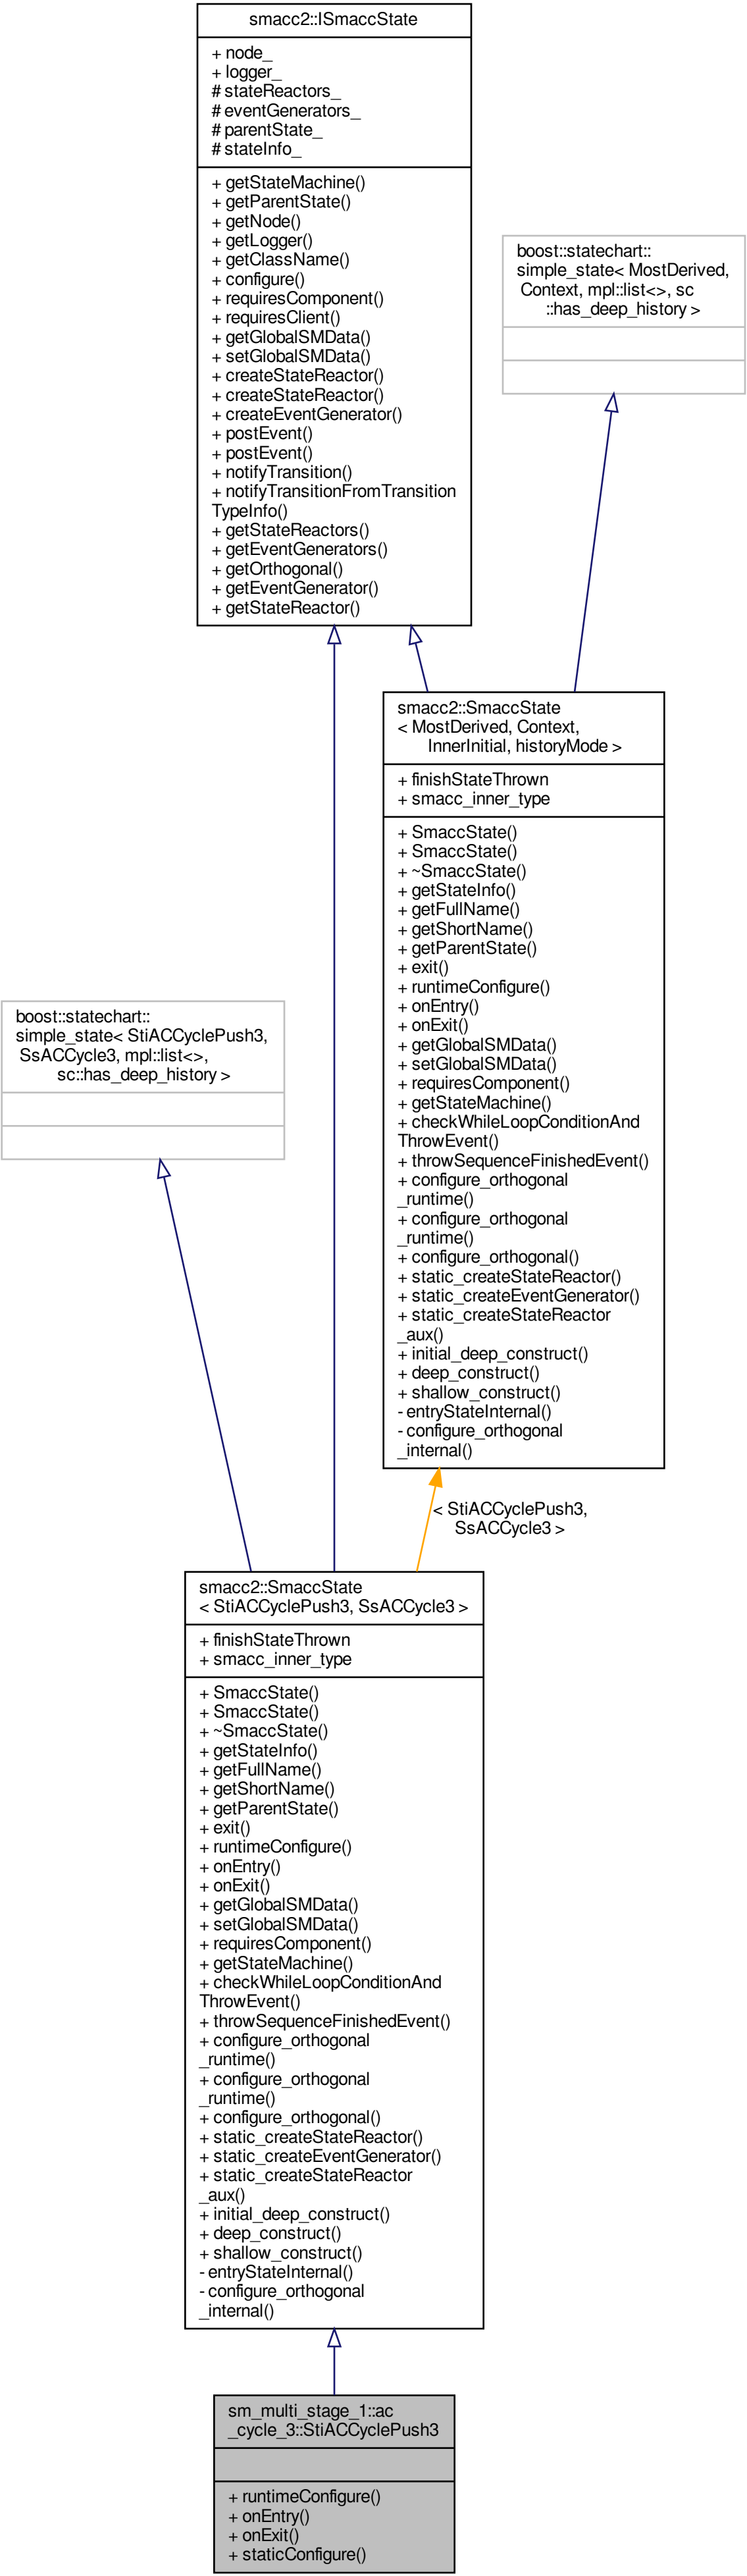 smacc2::ISmaccState
+ node_
+ logger_
# stateReactors_
# eventGenerators_
# parentState_
# stateInfo_
+ getStateMachine()
+ getParentState()
+ getNode()
+ getLogger()
+ getClassName()
+ configure()
+ requiresComponent()
+ requiresClient()
+ getGlobalSMData()
+ setGlobalSMData()
+ createStateReactor()
+ createStateReactor()
+ createEventGenerator()
+ postEvent()
+ postEvent()
+ notifyTransition()
+ notifyTransitionFromTransition
TypeInfo()
+ getStateReactors()
+ getEventGenerators()
+ getOrthogonal()
+ getEventGenerator()
+ getStateReactor()
boost::statechart::
simple_state< MostDerived,
Context, mpl::list<>, sc
::has_deep_history >
smacc2::SmaccState
< MostDerived, Context,
InnerInitial, historyMode >
+ finishStateThrown
+ smacc_inner_type
+ SmaccState()
+ SmaccState()
+ ~SmaccState()
+ getStateInfo()
+ getFullName()
+ getShortName()
+ getParentState()
+ exit()
+ runtimeConfigure()
+ onEntry()
+ onExit()
+ getGlobalSMData()
+ setGlobalSMData()
+ requiresComponent()
+ getStateMachine()
+ checkWhileLoopConditionAnd
ThrowEvent()
+ throwSequenceFinishedEvent()
+ configure_orthogonal
_runtime()
+ configure_orthogonal
_runtime()
+ configure_orthogonal()
+ static_createStateReactor()
+ static_createEventGenerator()
+ static_createStateReactor
_aux()
+ initial_deep_construct()
+ deep_construct()
+ shallow_construct()
- entryStateInternal()
- configure_orthogonal
_internal()
boost::statechart::
simple_state< StiACCyclePush3,
SsACCycle3, mpl::list<>,
sc::has_deep_history >
< StiACCyclePush3,
SsACCycle3 >
smacc2::SmaccState
< StiACCyclePush3, SsACCycle3 >
+ finishStateThrown
+ smacc_inner_type
+ SmaccState()
+ SmaccState()
+ ~SmaccState()
+ getStateInfo()
+ getFullName()
+ getShortName()
+ getParentState()
+ exit()
+ runtimeConfigure()
+ onEntry()
+ onExit()
+ getGlobalSMData()
+ setGlobalSMData()
+ requiresComponent()
+ getStateMachine()
+ checkWhileLoopConditionAnd
ThrowEvent()
+ throwSequenceFinishedEvent()
+ configure_orthogonal
_runtime()
+ configure_orthogonal
_runtime()
+ configure_orthogonal()
+ static_createStateReactor()
+ static_createEventGenerator()
+ static_createStateReactor
_aux()
+ initial_deep_construct()
+ deep_construct()
+ shallow_construct()
- entryStateInternal()
- configure_orthogonal
_internal()
sm_multi_stage_1::ac
_cycle_3::StiACCyclePush3
+ runtimeConfigure()
+ onEntry()
+ onExit()
+ staticConfigure()